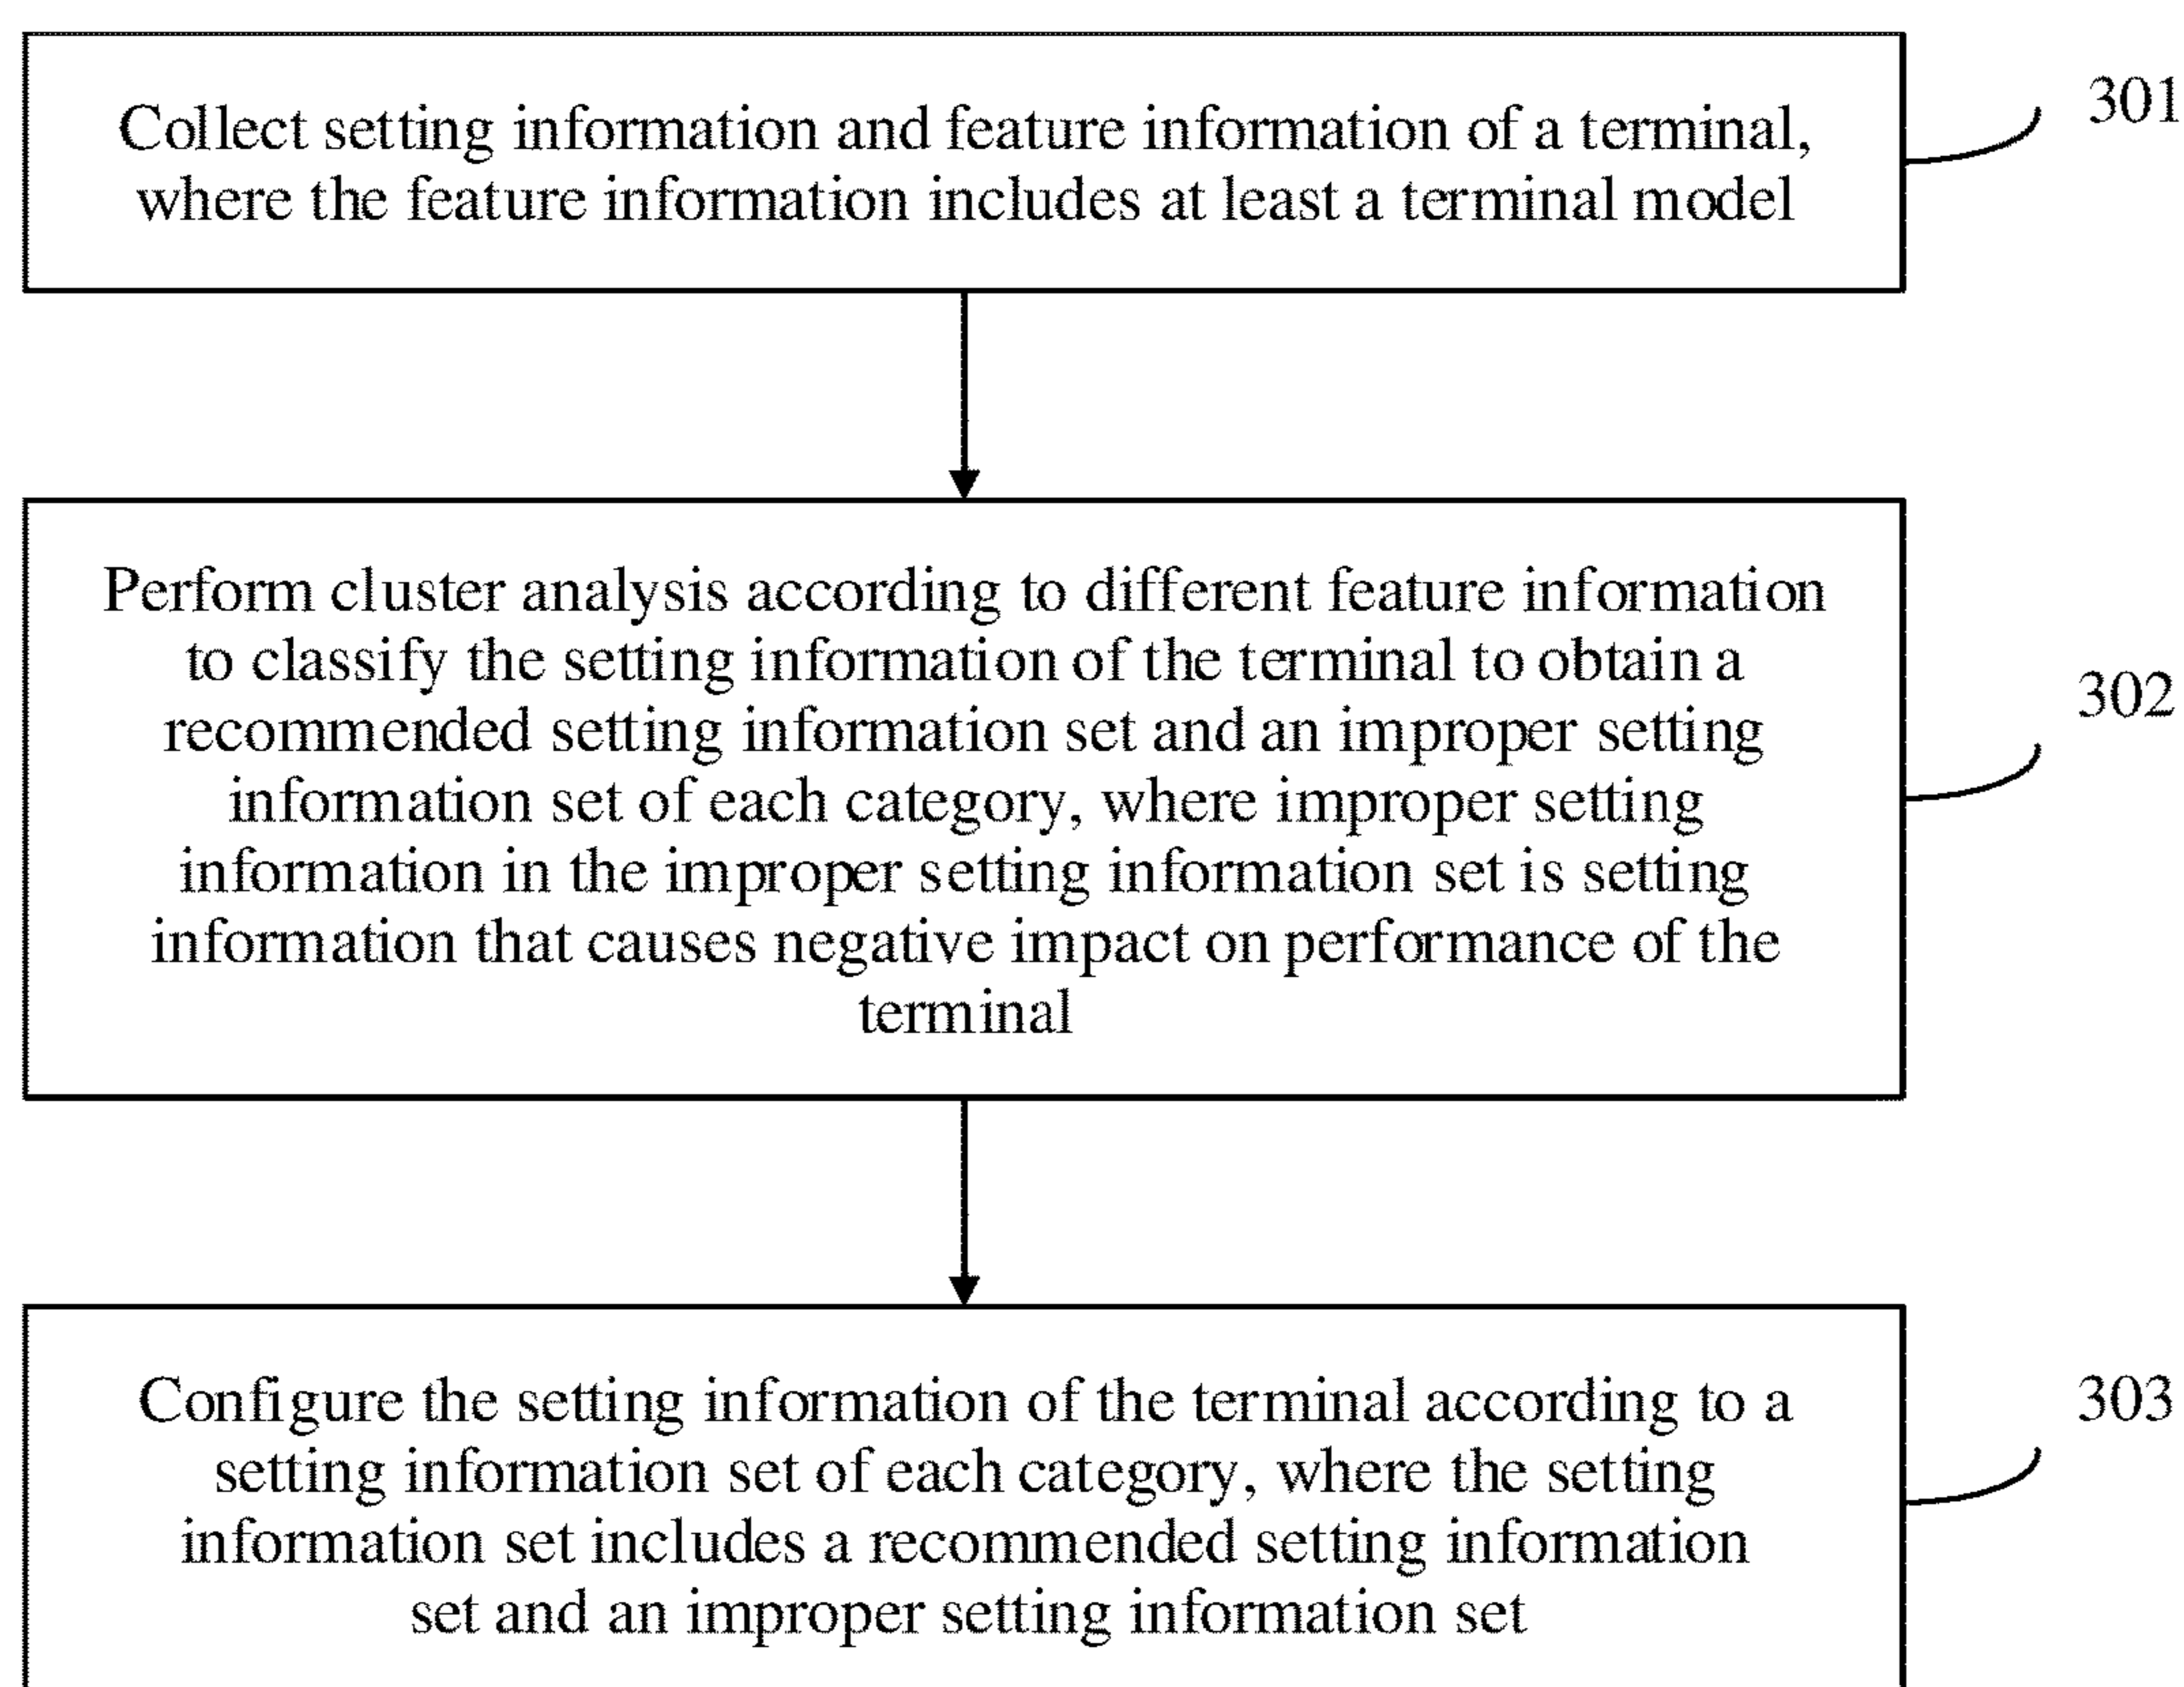 Collect setting information and feature information of a terminal,
where the feature information includes at least a terminal model
301
Perform cluster analysis according to different feature information
to classify the setting information of the terminal to obtain a
recommended setting information set and an improper setting
information set of each category, where improper setting
information in the improper setting information set is setting
information that causes negative impact on performance of the
terminal
302
Configure the setting information of the terminal according to a
setting information set of each category, where the setting
information set includes a recommended setting information
set and an improper setting information set
303